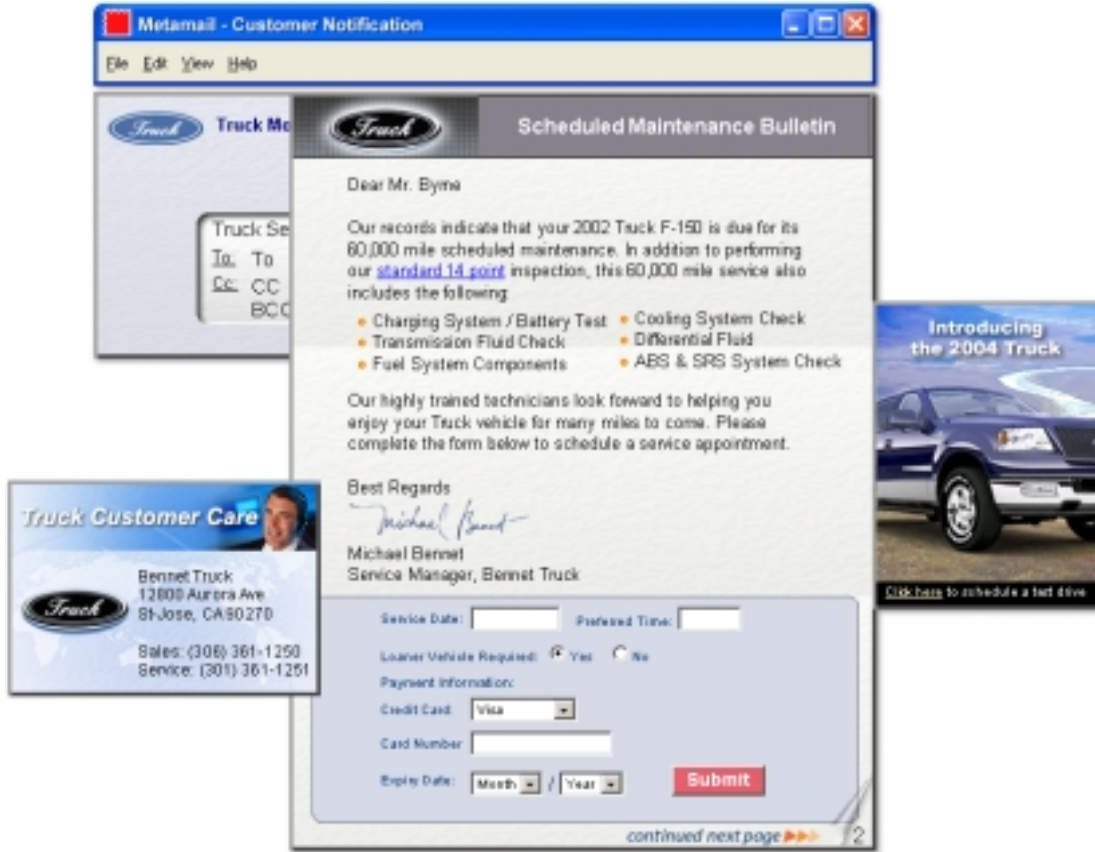 Metamail - Customer Notification
File Edit View Help
Truck
Truck Mo
Truck Se
To: To
Cc: CC
BCC
Truck
Scheduled Maintenance Bulletin
Dear Mr. Byrne
Our records indicate that your 2002 Truck F-150 is due for its
60,000 mile scheduled maintenance. In addition to performing
our standard 14 point inspection, this 60,000 mile service also
includes the following:
Charging System / Battery Test
Transmission Fluid Check
Fuel System Components
Cooling System Check
Differential Fluid
ABS & SRS System Check
Our highly trained technicians look forward to helping you
enjoy your Truck vehicle for many miles to come. Please
complete the form below to schedule a service appointment.
Best Regards
Michael Bennet
Michael Bennet
Service Manager, Bennet Truck
Service Date: Preferred Time:
Loaner Vehicle Required: Yes No
Payment Information:
Credit Card: Visa
Card Number
Expiry Date: Month / Year
Submit
continued next page
2
Truck Customer Care
Truck
Bennet Truck
12800 Aurora Ave
St-Jose, CA 90270
Sales: (306) 361-1250
Service: (301) 361-1251
Introducing
the 2004 Truck
Click here to schedule a test drive